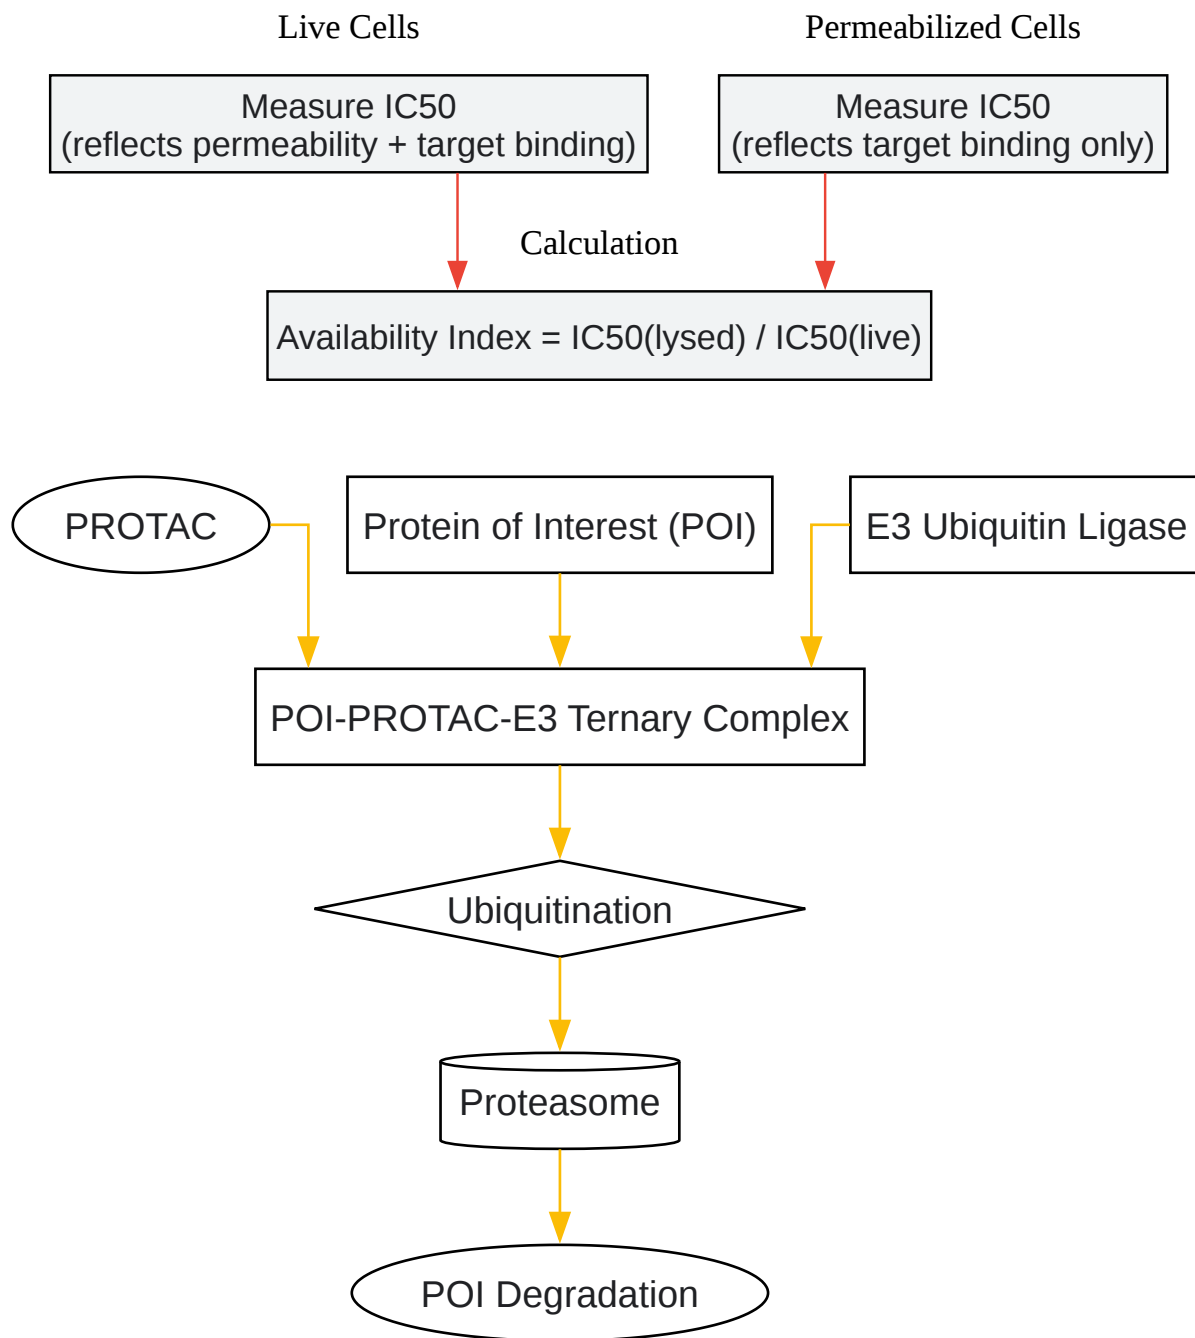 Live Cells
Permeabilized Cells
Measure IC50
(reflects permeability + target binding)
Measure IC50
(reflects target binding only)
Calculation
Availability Index = IC50(lysed) / IC50(live)
PROTAC
Protein of Interest (POI)
E3 Ubiquitin Ligase
POI-PROTAC-E3 Ternary Complex
Ubiquitination
Proteasome
POI Degradation